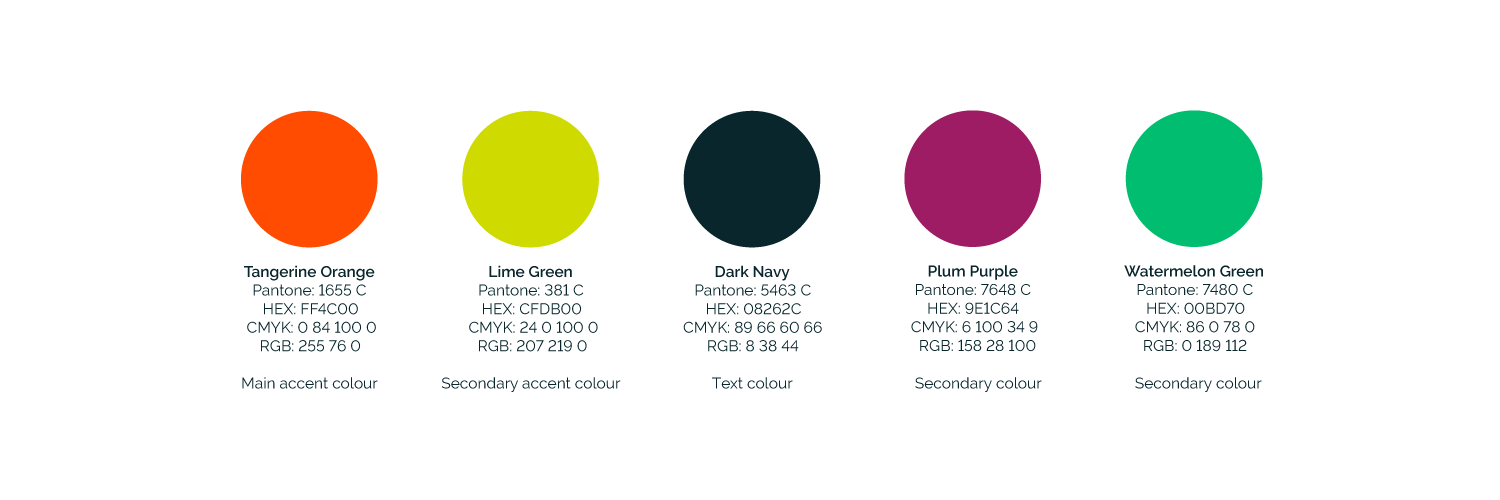 Tangerine Orange
Pantone: 1655 C
HEX: FF4C00
CMYK: 0 84 100 0
RGB: 255 76 0
Main accent colour
Lime Green
Pantone: 381 C
HEX: CFDB00
CMYK: 24 0 100 0
RGB: 207 219 0
Secondary accent colour
Dark Navy
Pantone: 5463 C
HEX: 08262C
CMYK: 89 66 60 66
RGB: 8 38 44
Text colour
Plum Purple
Pantone: 7648 C
HEX: 9E1C64
CMYK: 6 100 34 9
RGB: 158 28 100
Secondary colour
Watermelon Green
Pantone: 7480 C
HEX: 00BD70
CMYK: 86 0 78 0
RGB: 0 189 112
Secondary colour